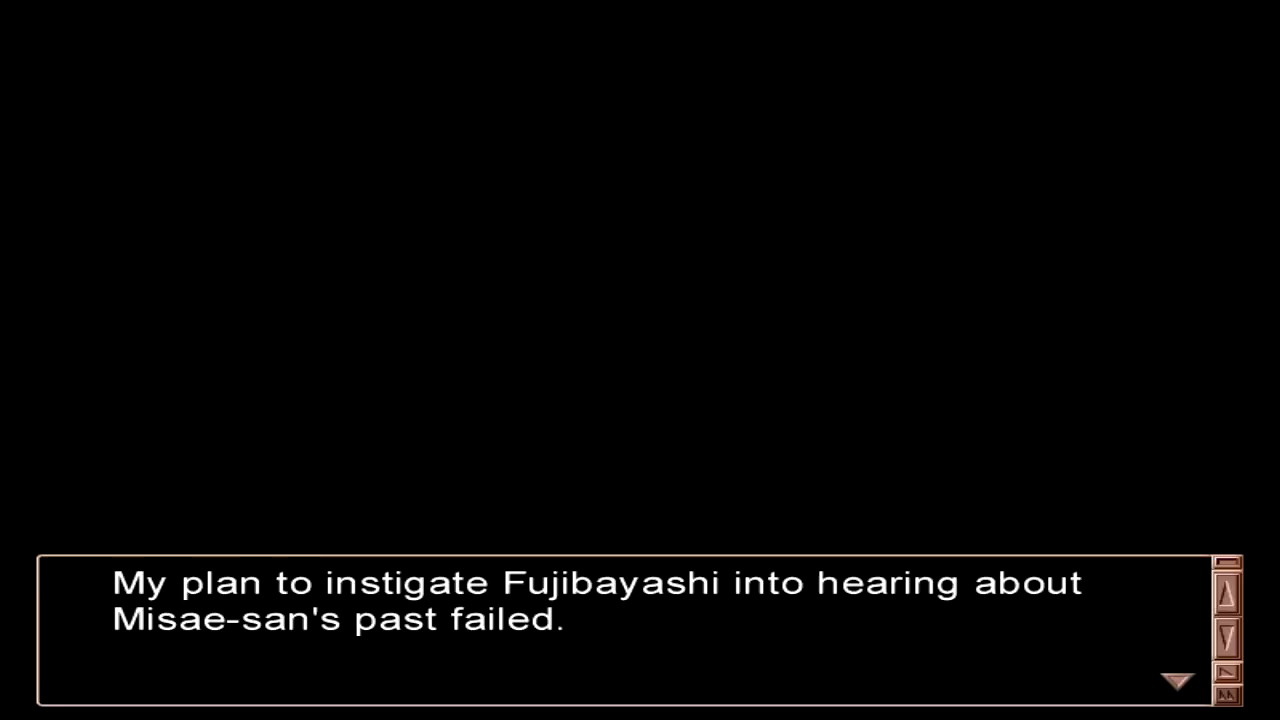 My plan to instigate Fujibayashi into hearing about
Misae-san's past failed.